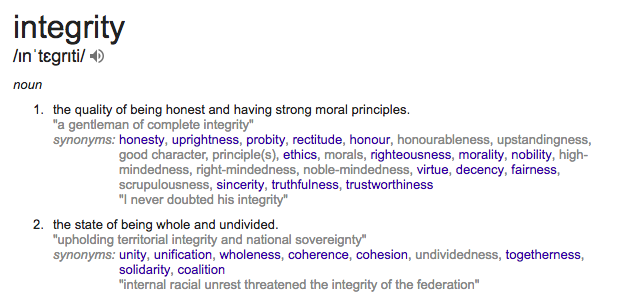 integrity
/ɪnˈtɛɡrɪti/
noun
1. the quality of being honest and having strong moral principles.
"a gentleman of complete integrity"
synonyms: honesty, uprightness, probity, rectitude, honour, honourableness, upstandingness,
good character, principle(s), ethics, morals, righteousness, morality, nobility, high-
mindedness, right-mindedness, noble-mindedness, virtue, decency, fairness,
scrupulousness, sincerity, truthfulness, trustworthiness
"I never doubted his integrity"
2. the state of being whole and undivided.
"upholding territorial integrity and national sovereignty"
synonyms: unity, unification, wholeness, coherence, cohesion, undividedness, togetherness,
solidarity, coalition
"internal racial unrest threatened the integrity of the federation"